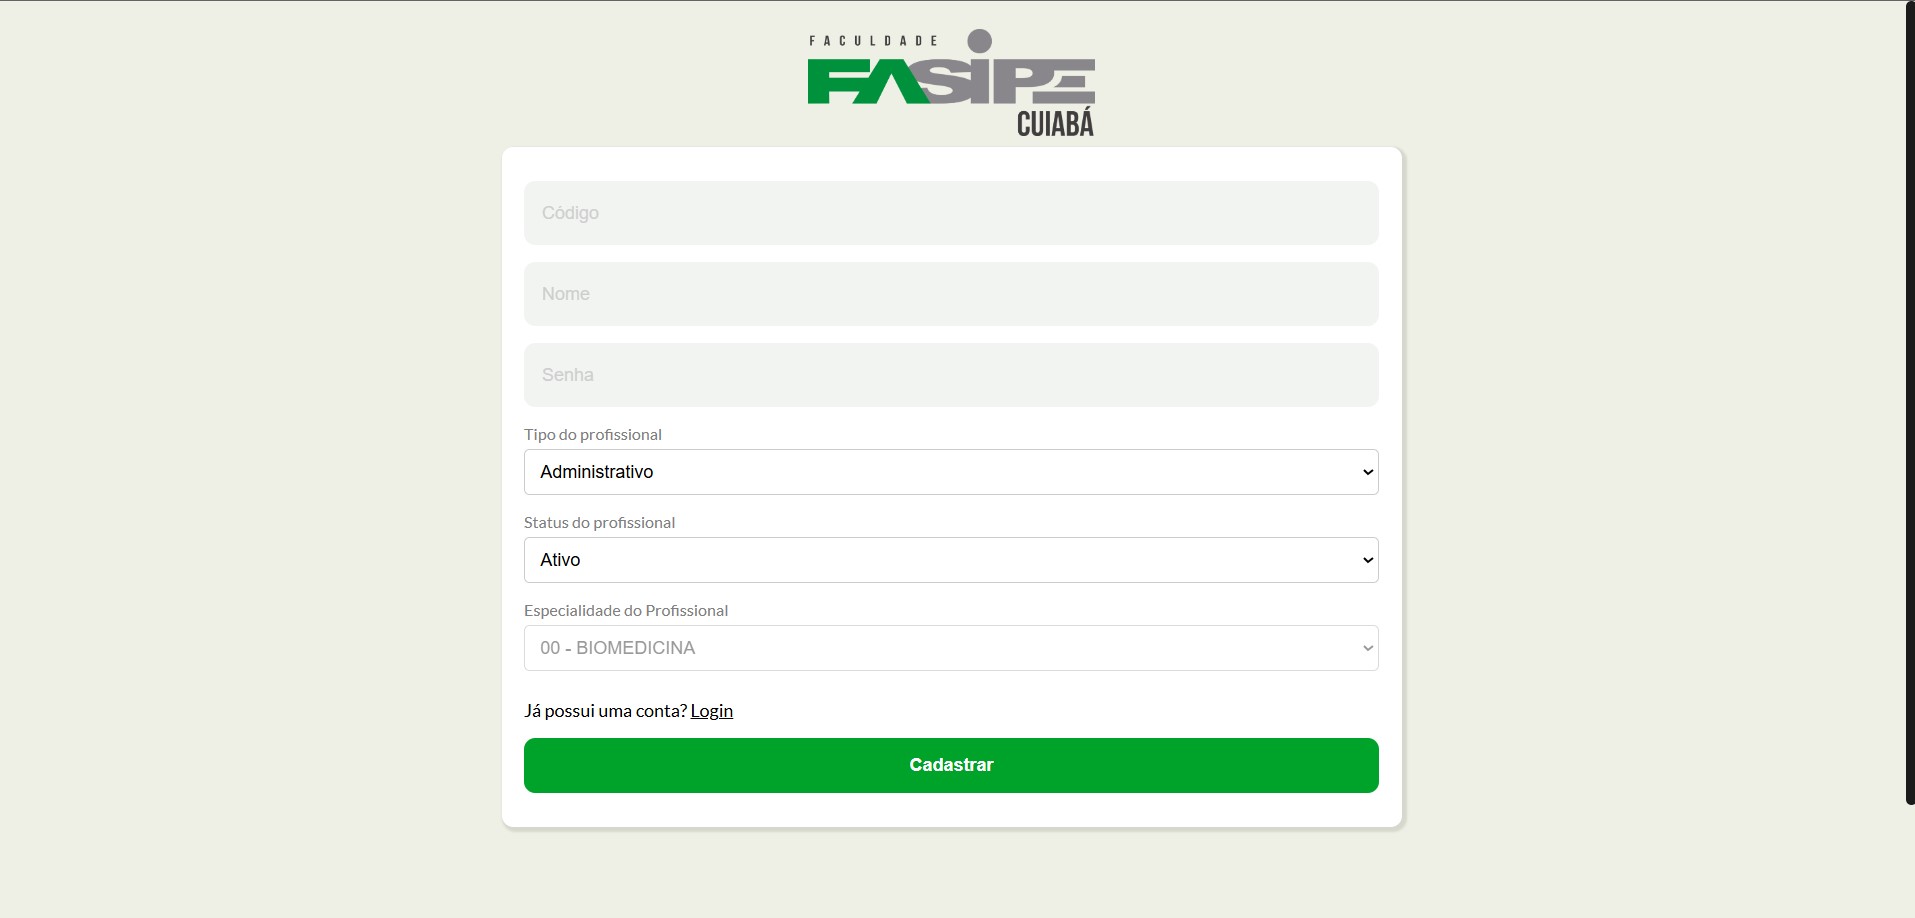 FACULDADE
FASIPE
CUIABÁ
Código
Nome
Senha
Tipo do profissional
Administrativo
Status do profissional
Ativo
Especialidade do Profissional
00 - BIOMEDICINA
Já possui uma conta? Login
Cadastrar